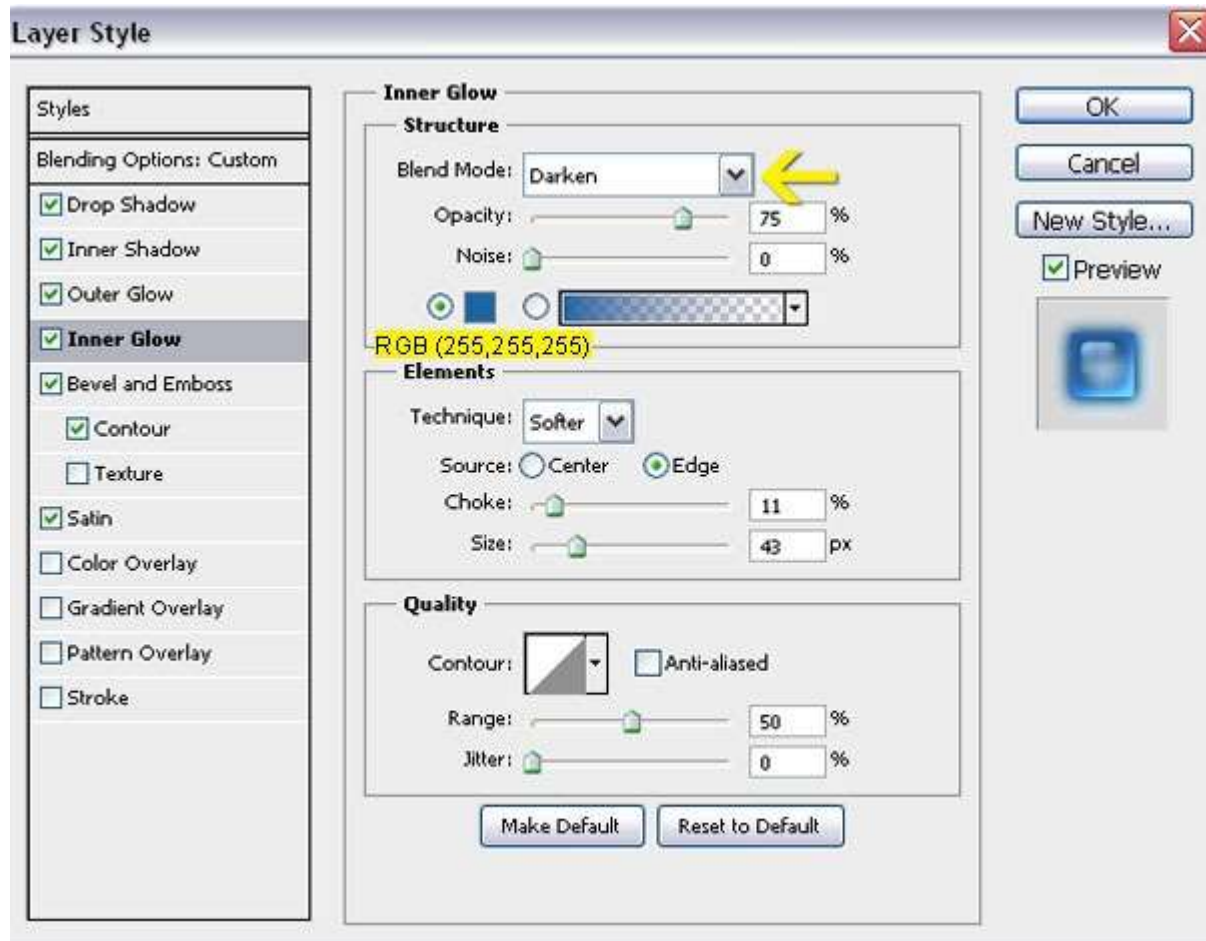 Layer Style
Styles
Blending Options: Custom
Drop Shadow
Inner Shadow
Outer Glow
Inner Glow
Bevel and Emboss
Contour
Texture
Satin
Color Overlay
Gradient Overlay
Pattern Overlay
Stroke
Inner Glow
Structure
Blend Mode: Darken
Opacity: 75 %
Noise: 0 %
RGB (255,255,255)
Elements
Technique: Softer
Source: Center Edge
Choke: 11 %
Size: 43 px
Quality
Contour: Anti-aliased
Range: 50 %
Jitter: 0 %
Make Default Reset to Default
OK
Cancel
New Style...
Preview